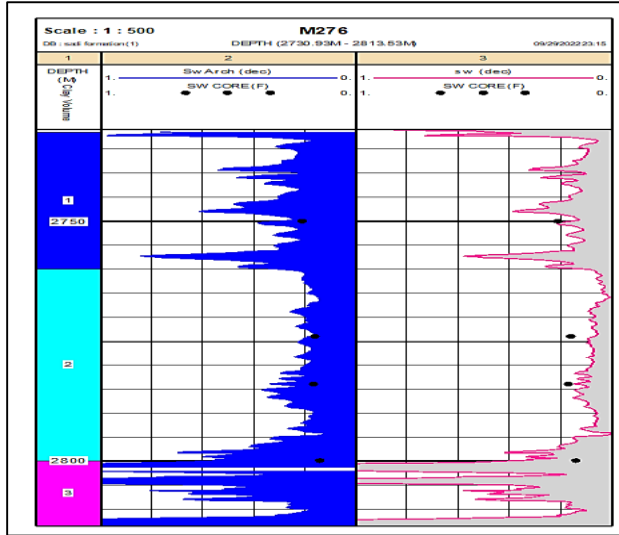 Scale : 1 : 500 M276
DB : sadi formation(1) DEPTH (2730.93M - 2813.53M) 09/29/2022 23:15
1 2 3
DEPTH (M) Sw Arch (dec) sw (dec)
1. 0. 1. 0.
Clay Volume SW CORE (F) SW CORE (F)
1. 0. 1. 0.
1
2750
2
2800
3